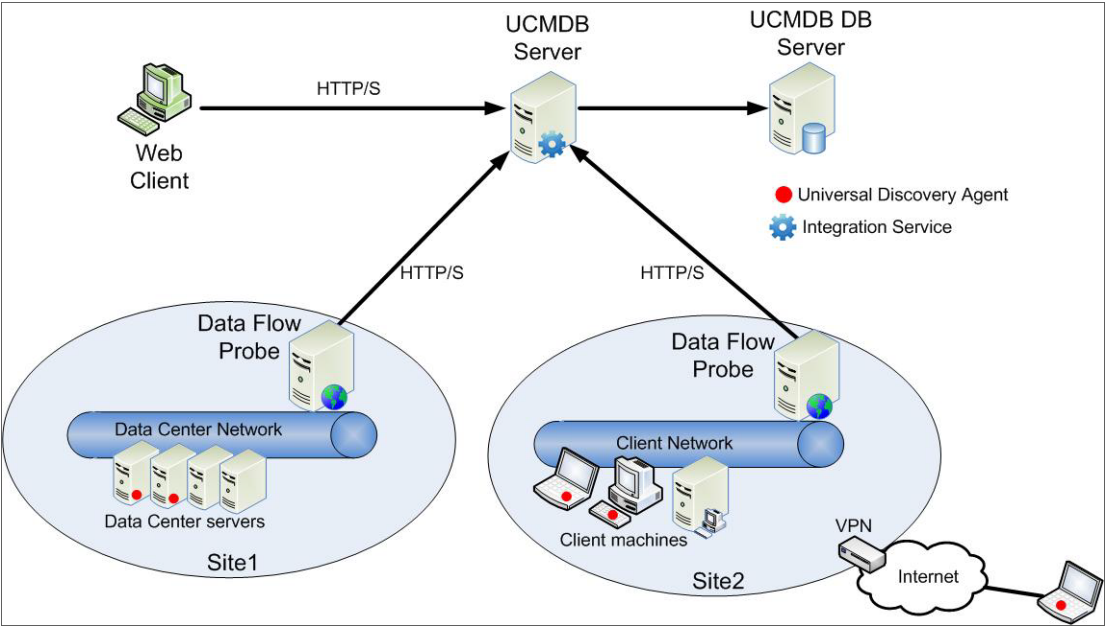 UCMDB
Server
UCMDB DB
Server
HTTP/S
Web
Client
Universal Discovery Agent
Integration Service
HTTP/S
HTTP/S
Data Flow
Probe
Data Center Network
Data Center servers
Site1
Data Flow
Probe
Client Network
Client machines
Site2
VPN
Internet